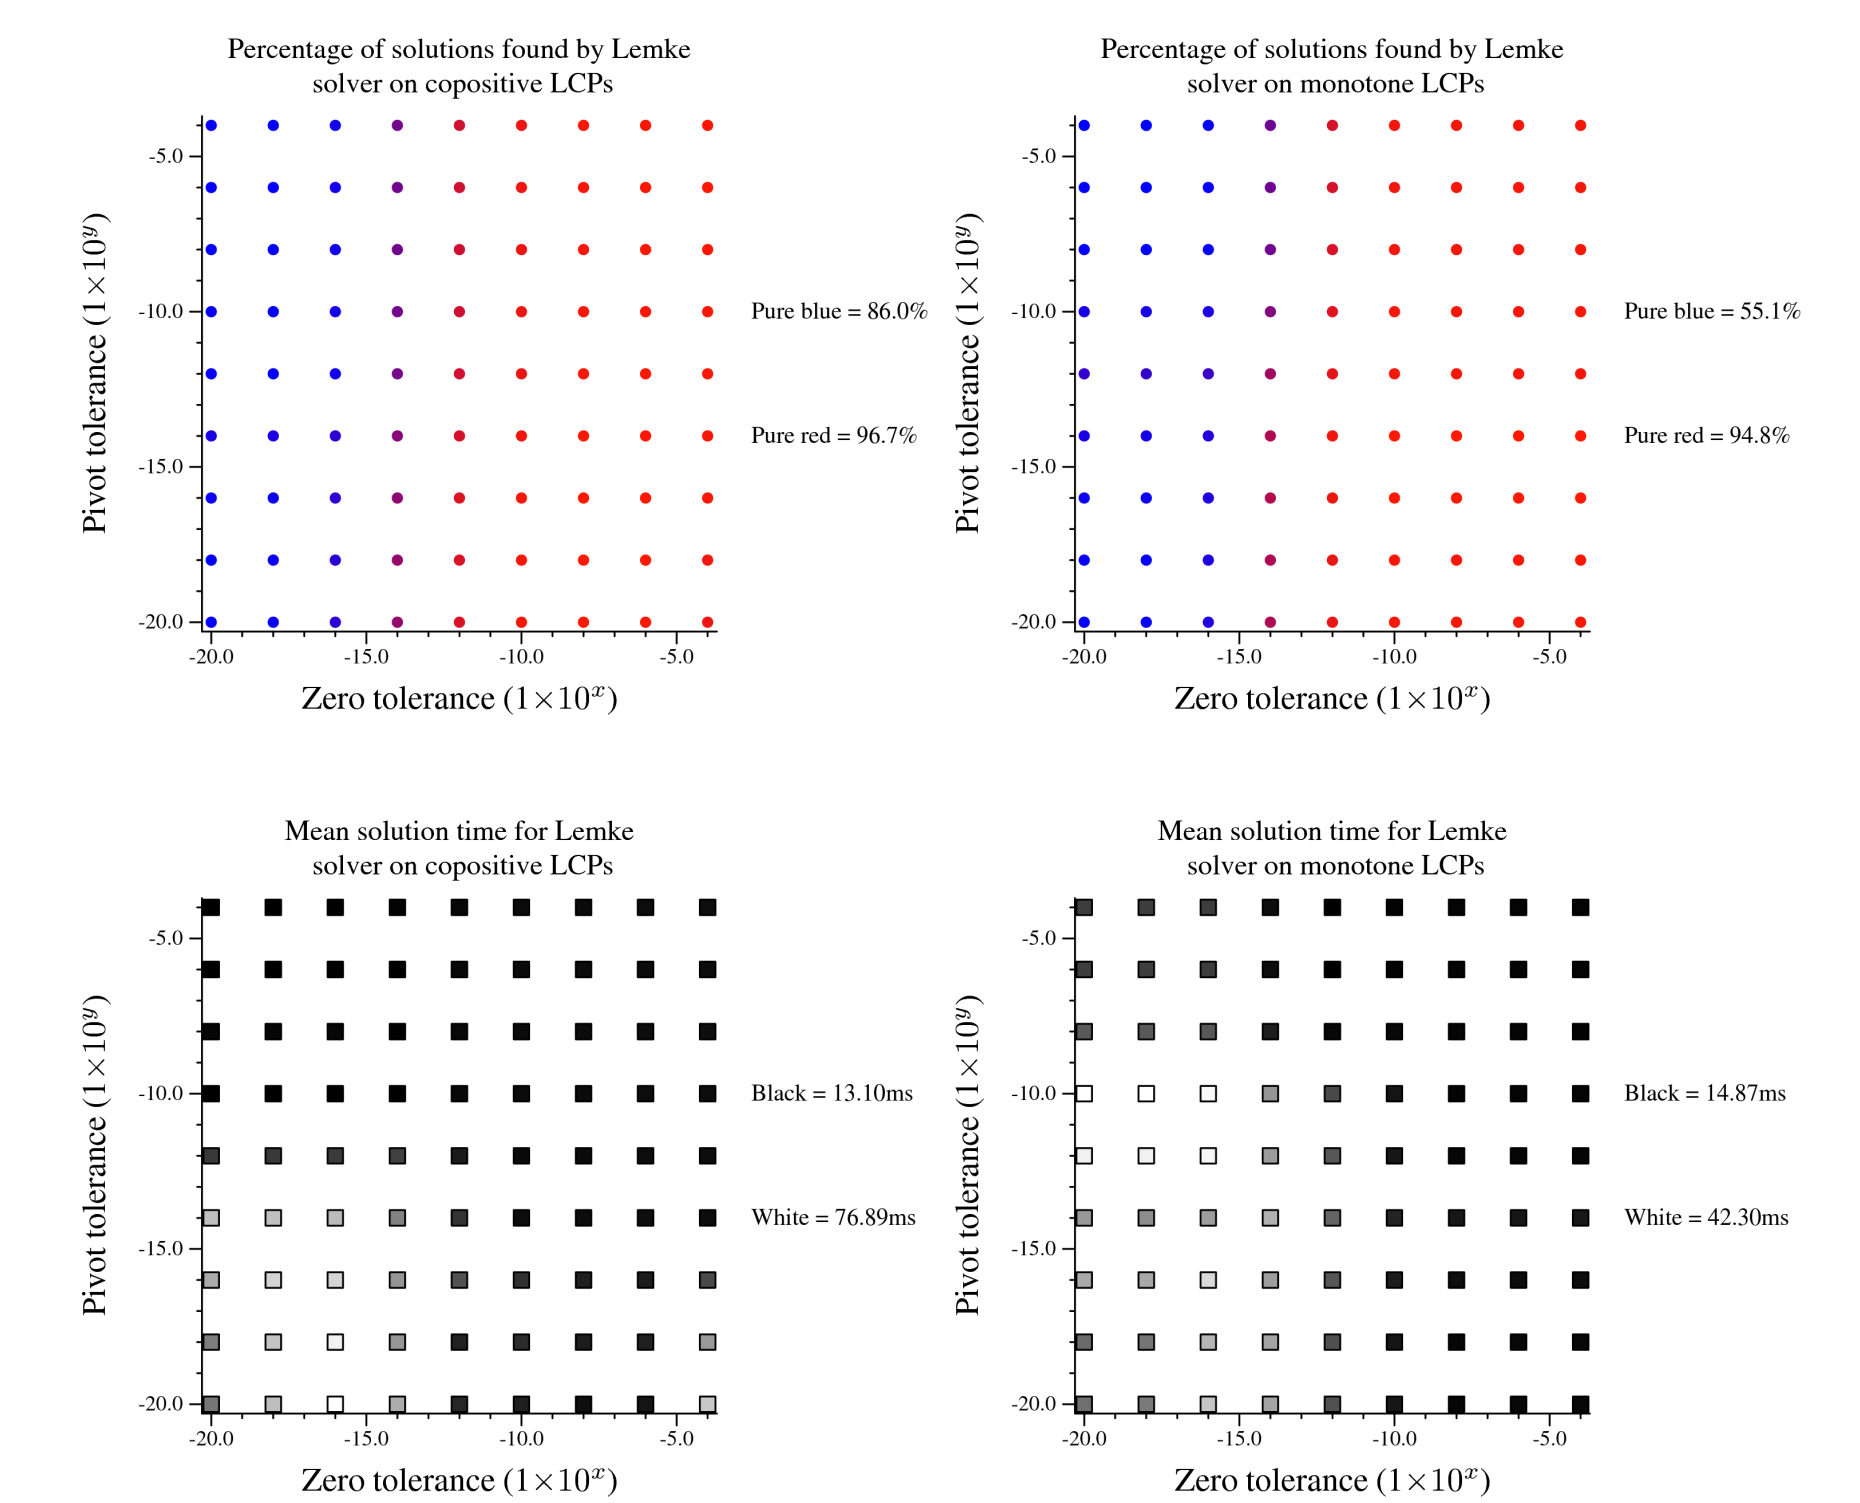 Percentage of solutions found by Lemke
solver on copositive LCPs
Pivot tolerance (1×10^y)
-5.0
-10.0
-15.0
-20.0
-20.0 -15.0 -10.0 -5.0
Zero tolerance (1×10^x)
Pure blue = 86.0%
Pure red = 96.7%
Percentage of solutions found by Lemke
solver on monotone LCPs
Pivot tolerance (1×10^y)
-5.0
-10.0
-15.0
-20.0
-20.0 -15.0 -10.0 -5.0
Zero tolerance (1×10^x)
Pure blue = 55.1%
Pure red = 94.8%
Mean solution time for Lemke
solver on copositive LCPs
Pivot tolerance (1×10^y)
-5.0
-10.0
-15.0
-20.0
-20.0 -15.0 -10.0 -5.0
Zero tolerance (1×10^x)
Black = 13.10ms
White = 76.89ms
Mean solution time for Lemke
solver on monotone LCPs
Pivot tolerance (1×10^y)
-5.0
-10.0
-15.0
-20.0
-20.0 -15.0 -10.0 -5.0
Zero tolerance (1×10^x)
Black = 14.87ms
White = 42.30ms